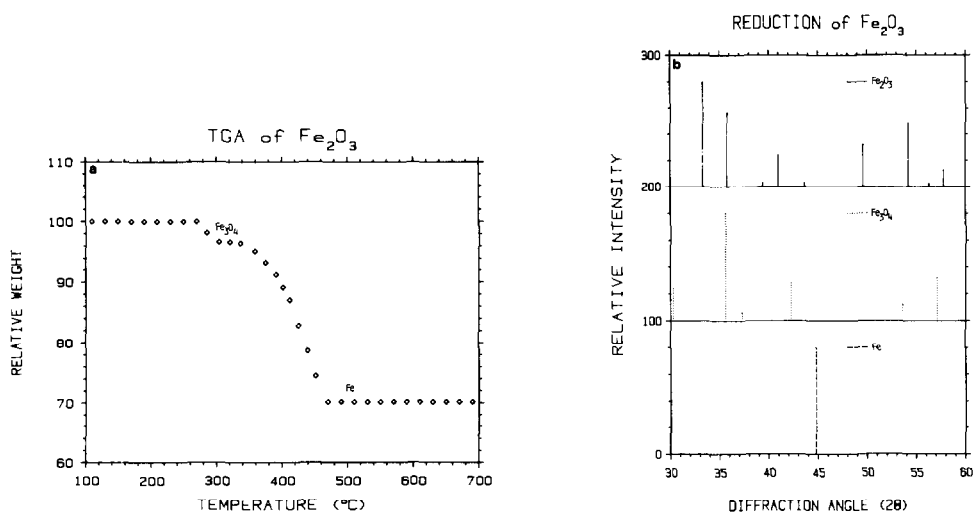 TGA of Fe₂O₃
a
110
100
90
80
70
60
RELATIVE WEIGHT
Fe₃O₄
Fe
100 200 300 400 500 600 700
TEMPERATURE (°C)
REDUCTION of Fe₂O₃
b
300
200
100
0
RELATIVE INTENSITY
Fe₂O₃
Fe₃O₄
Fe
30 35 41 45 50 55 60
DIFFRACTION ANGLE (2θ)